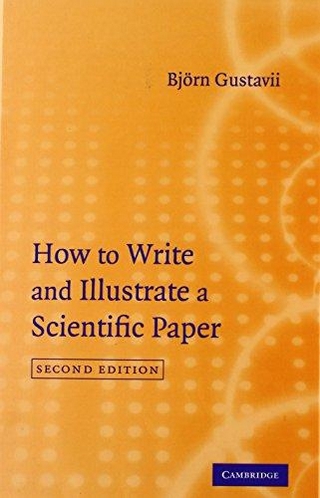 Björn Gustavii
How to Write
and Illustrate a
Scientific Paper
SECOND EDITION
CAMBRIDGE